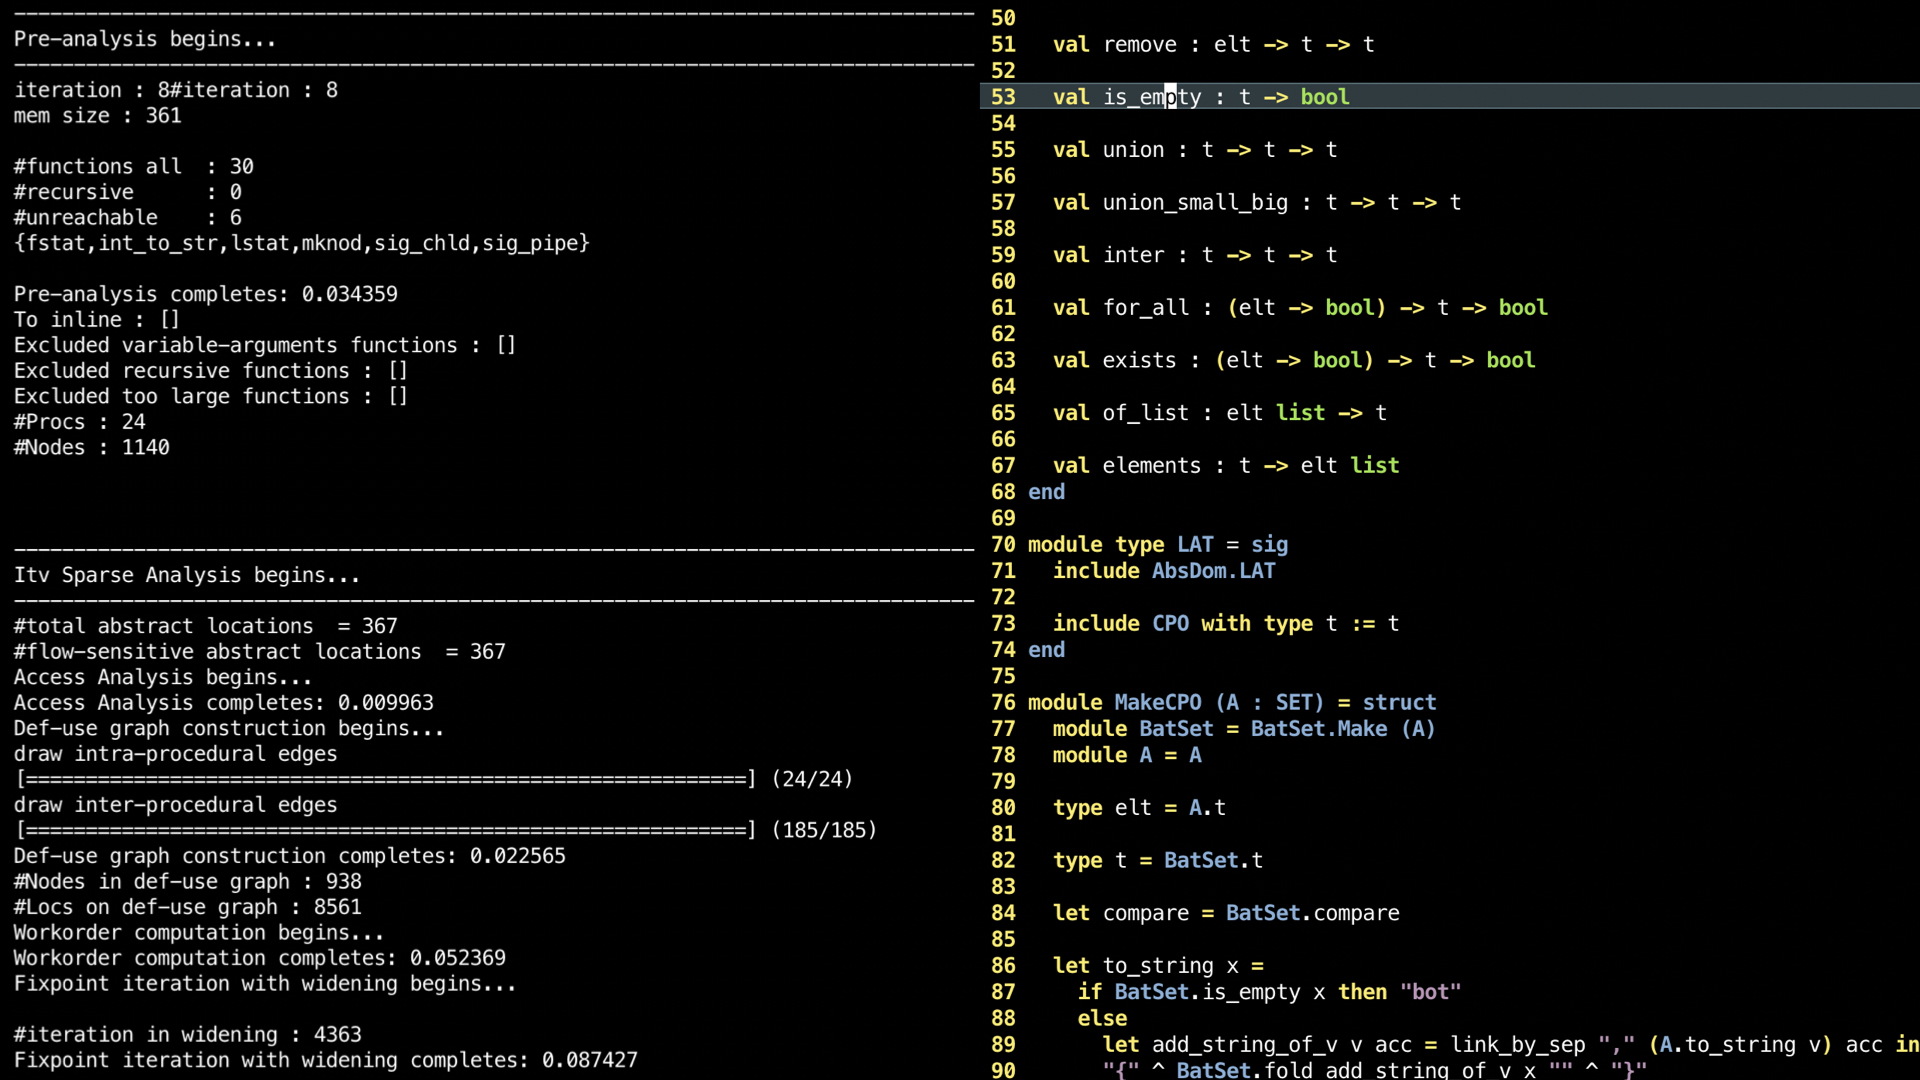 Pre-analysis begins...
iteration : 8#iteration : 8
mem size : 361
#functions all  : 30
#recursive      : 0
#unreachable    : 6
{fstat,int_to_str,lstat,mknod,sig_chld,sig_pipe}
Pre-analysis completes: 0.034359
To inline : []
Excluded variable-arguments functions : []
Excluded recursive functions : []
Excluded too large functions : []
#Procs : 24
#Nodes : 1140
Itv Sparse Analysis begins...
#total abstract locations  = 367
#flow-sensitive abstract locations  = 367
Access Analysis begins...
Access Analysis completes: 0.009963
Def-use graph construction begins...
draw intra-procedural edges
[============================================================] (24/24)
draw inter-procedural edges
[============================================================] (185/185)
Def-use graph construction completes: 0.022565
#Nodes in def-use graph : 938
#Locs on def-use graph : 8561
Workorder computation begins...
Workorder computation completes: 0.052369
Fixpoint iteration with widening begins...
#iteration in widening : 4363
Fixpoint iteration with widening completes: 0.087427
50
51   val remove : elt -> t -> t
52
53   val is_empty : t -> bool
54
55   val union : t -> t -> t
56
57   val union_small_big : t -> t -> t
58
59   val inter : t -> t -> t
60
61   val for_all : (elt -> bool) -> t -> bool
62
63   val exists : (elt -> bool) -> t -> bool
64
65   val of_list : elt list -> t
66
67   val elements : t -> elt list
68 end
69
70 module type LAT = sig
71   include AbsDom.LAT
72
73   include CPO with type t := t
74 end
75
76 module MakeCPO (A : SET) = struct
77   module BatSet = BatSet.Make (A)
78   module A = A
79
80   type elt = A.t
81
82   type t = BatSet.t
83
84   let compare = BatSet.compare
85
86   let to_string x =
87     if BatSet.is_empty x then "bot"
88     else
89       let add_string_of_v v acc = link_by_sep "," (A.to_string v) acc in
90       "{" ^ BatSet.fold add_string_of_v x "" ^ "}"